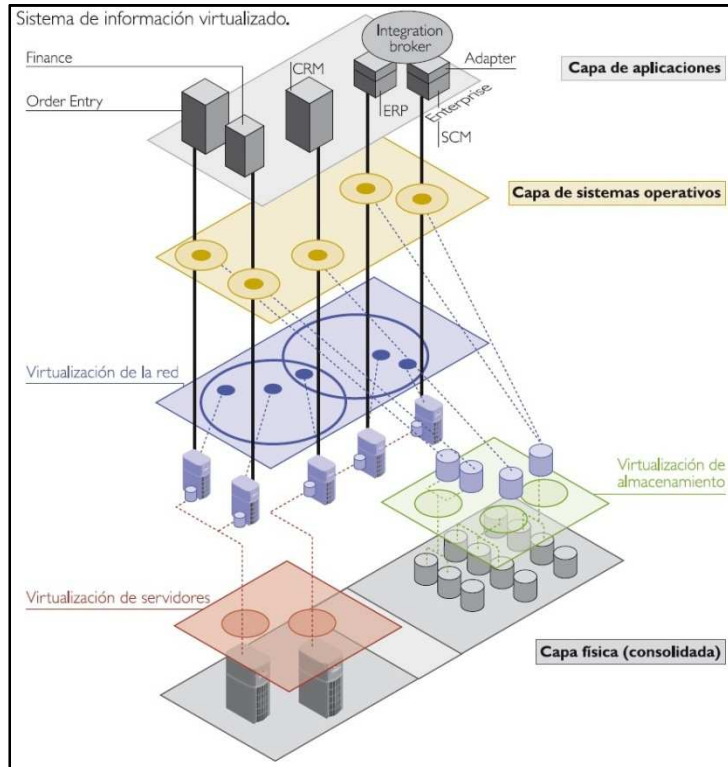 Sistema de información virtualizado.
Integration
broker
Finance
CRM
Adapter
Capa de aplicaciones
Order Entry
ERP
Enterprise
SCM
Capa de sistemas operativos
Virtualización de la red
Virtualización de
almacenamiento
Virtualización de servidores
Capa física (consolidada)